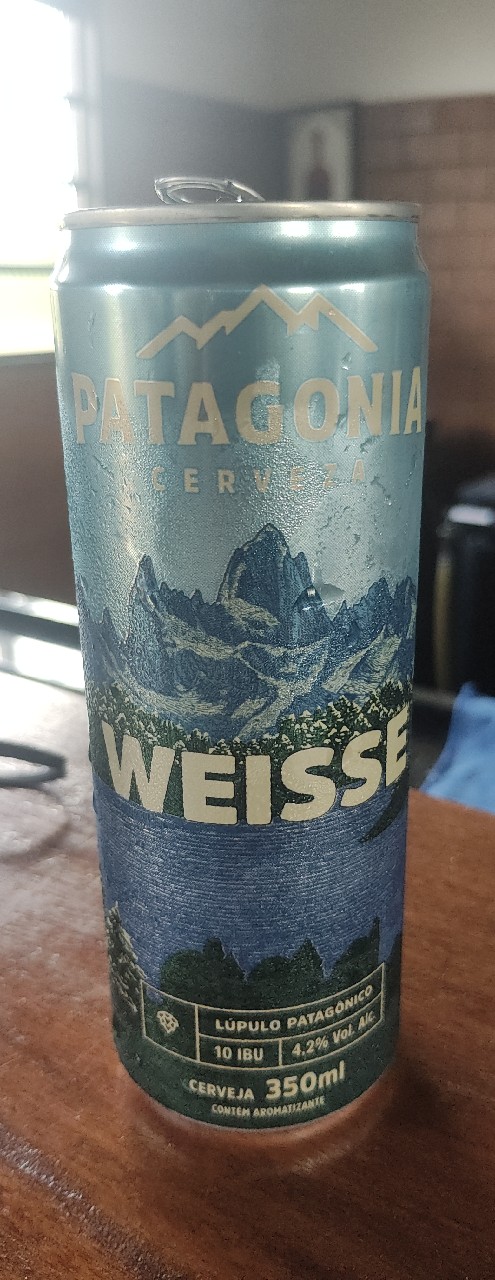 PATAGONIA
CERVEZA
WEISSE
LÚPULO PATAGÔNICO
10 IBU 4.2% Vol. Alc.
CERVEJA 350ml
CONTÉM AROMATIZANTE